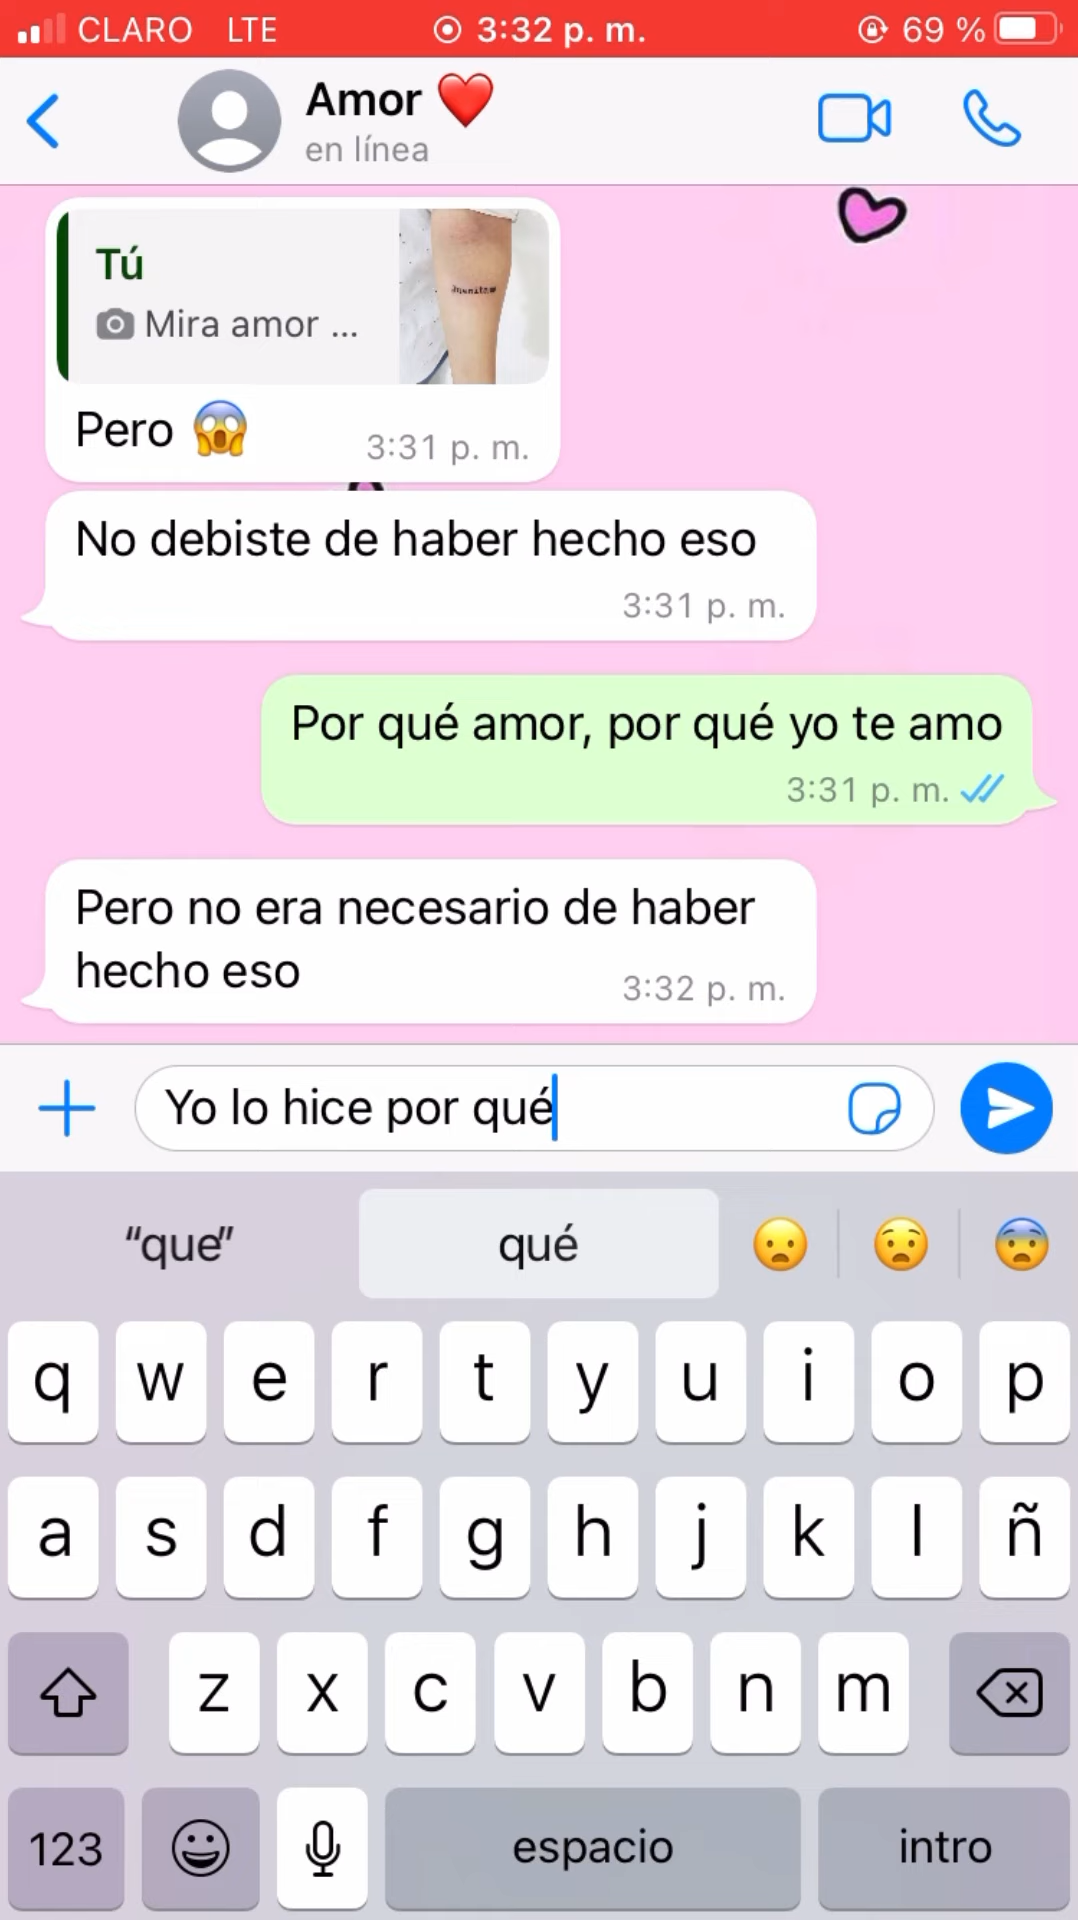 CLARO LTE 3:32 p. m. 69 %
Amor ❤️
en línea
Tú
Mira amor ...
Pero 😱 3:31 p. m.
No debiste de haber hecho eso
3:31 p. m.
Por qué amor, por qué yo te amo
3:31 p. m.
Pero no era necesario de haber
hecho eso 3:32 p. m.
Yo lo hice por qué
“que” qué 😦 😧 😨
q w e r t y u i o p
a s d f g h j k l ñ
z x c v b n m
123 espacio intro